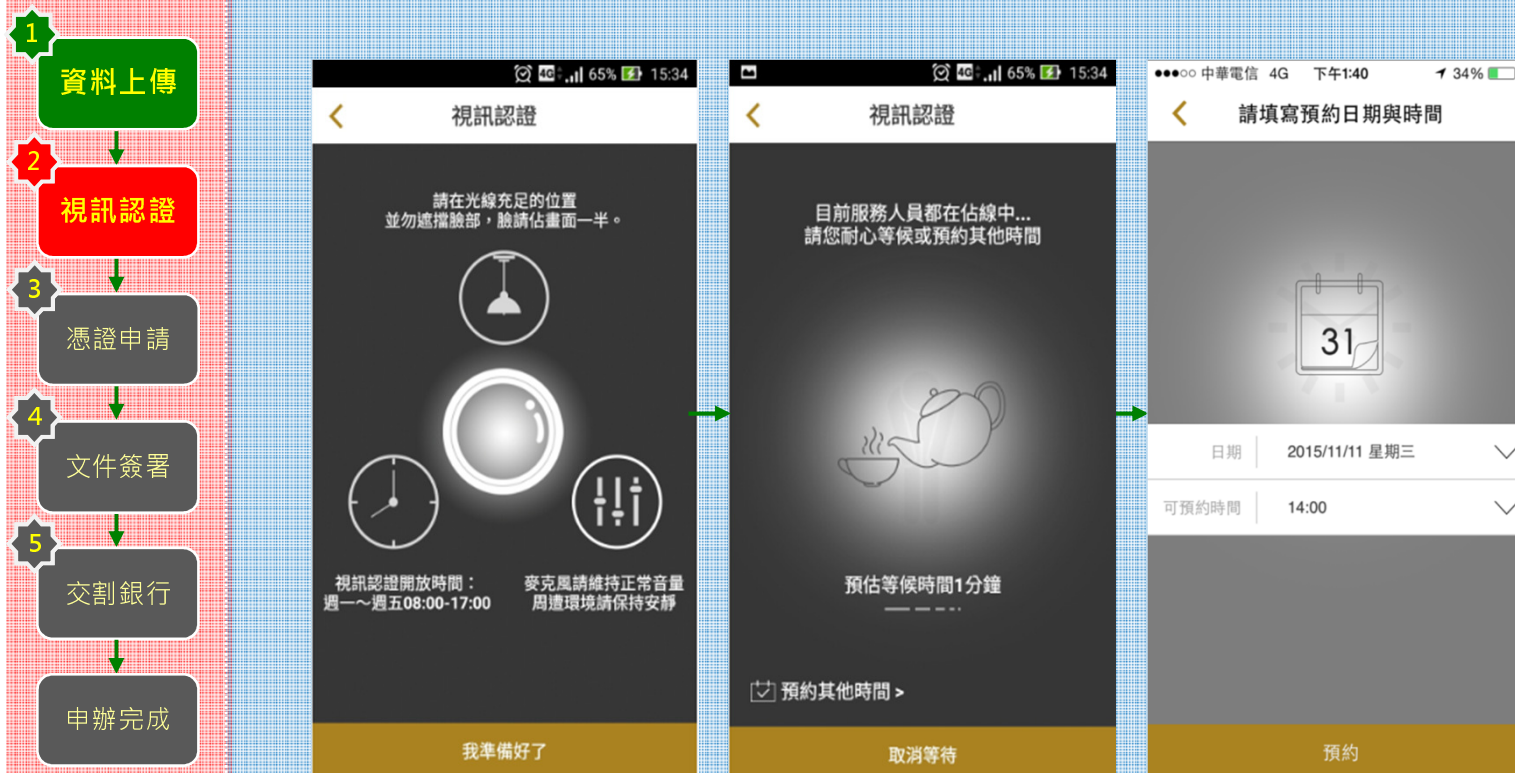 1
資料上傳
2
視訊認證
3
憑證申請
4
文件簽署
5
交割銀行
申辦完成
4G 65% 15:34
視訊認證
請在光線充足的位置
並勿遮擋臉部，臉請佔畫面一半。
視訊認證開放時間：
週一～週五08:00-17:00
麥克風請維持正常音量
周遭環境請保持安靜
我準備好了
4G 65% 15:34
視訊認證
目前服務人員都在佔線中...
請您耐心等候或預約其他時間
預估等候時間1分鐘
預約其他時間 >
取消等待
中華電信 4G 下午1:40 34%
請填寫預約日期與時間
31
日期 2015/11/11 星期三
可預約時間 14:00
預約